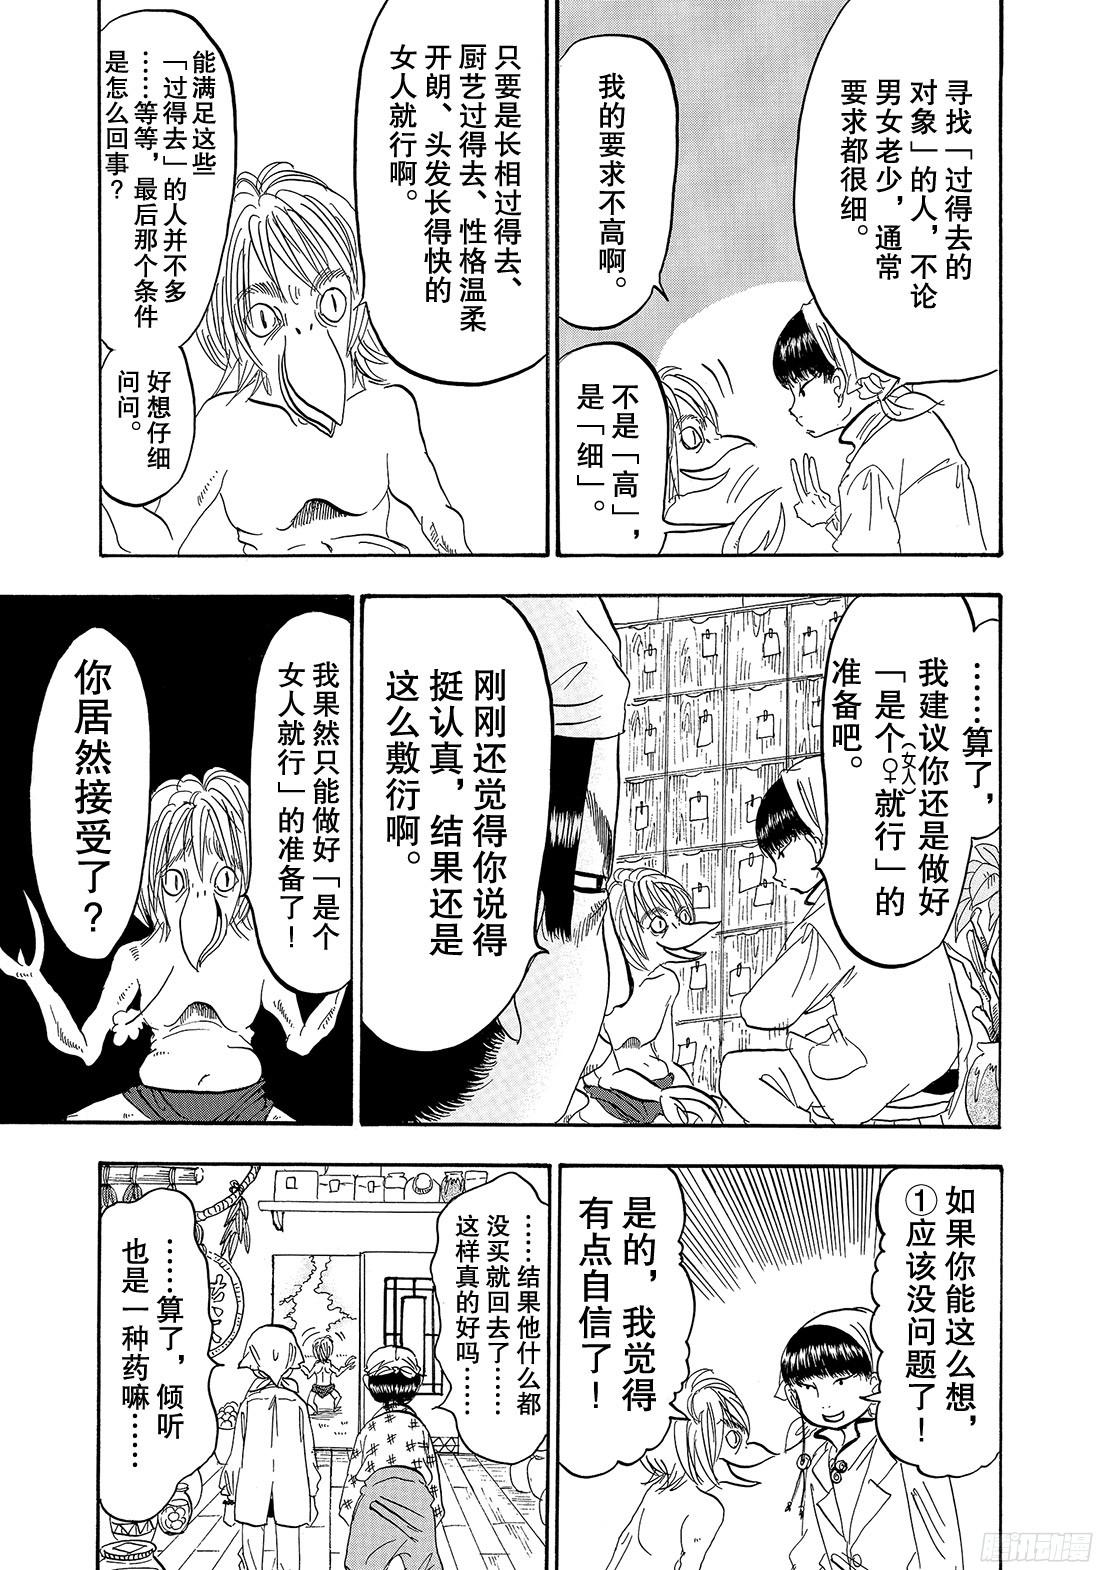 寻找「过得去的
对象」的人，不论
男女老少，通常
要求都很细。
我的要求不高啊。
不是「高」，
是「细」。
只要是长相过得去、
厨艺过得去、性格温柔
开朗、头发长得快的
女人就行啊。
能满足这些
「过得去」的人并不多
……等等，最后那个条件
是怎么回事？
好想仔细
问问。
……算了，
我建议你还是做好
「是个♀就行」的
（女人）
准备吧。
刚刚还觉得你说得
挺认真，结果还是
这么敷衍啊。
我果然只能做好「是个
女人就行」的准备了！
你居然接受了？
如果你能这么想，
①应该没问题了！
是的，我觉得
有点自信了！
……结果他什么都
没买就回去了……
这样真的好吗……
……算了，倾听
也是一种药嘛……
腾讯动漫